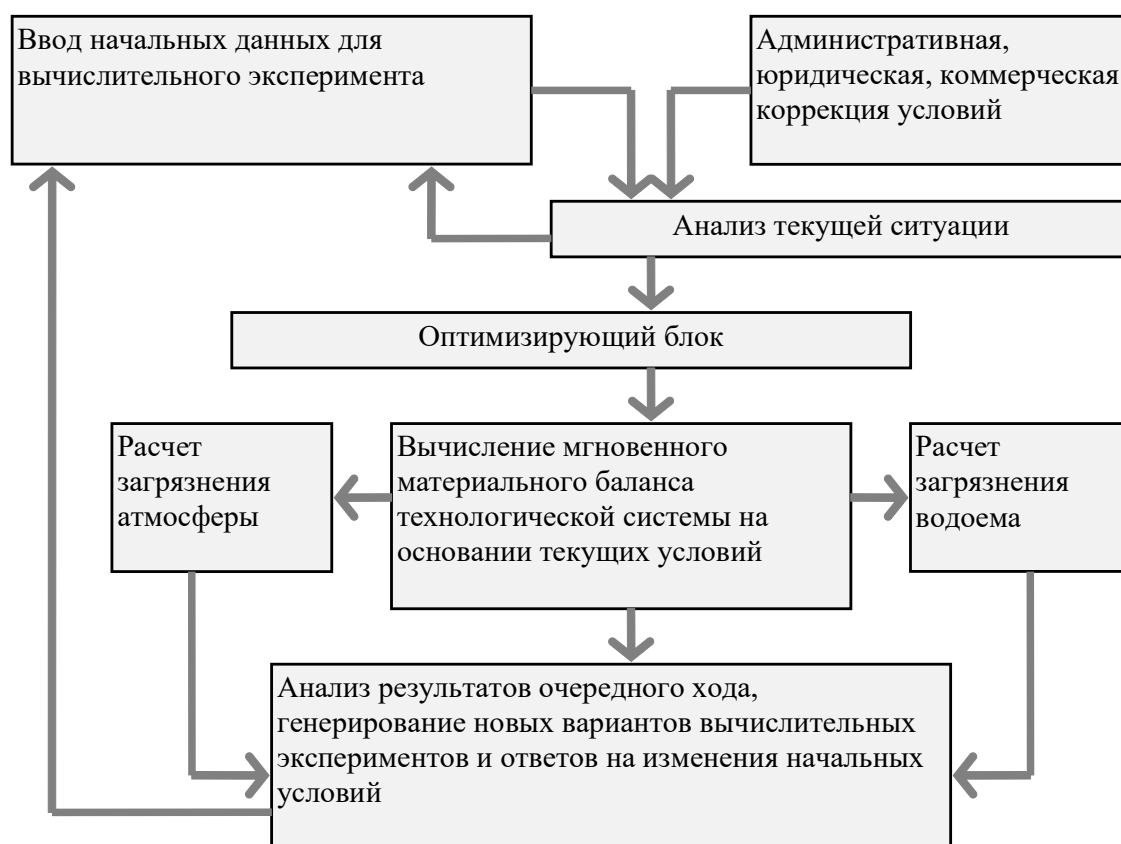 Ввод начальных данных для
вычислительного эксперимента
Административная,
юридическая, коммерческая
коррекция условий
Анализ текущей ситуации
Оптимизирующий блок
Расчет
загрязнения
атмосферы
Вычисление мгновенного
материального баланса
технологической системы на
основании текущих условий
Расчет
загрязнения
водоема
Анализ результатов очередного хода,
генерирование новых вариантов вычислительных
экспериментов и ответов на изменения начальных
условий